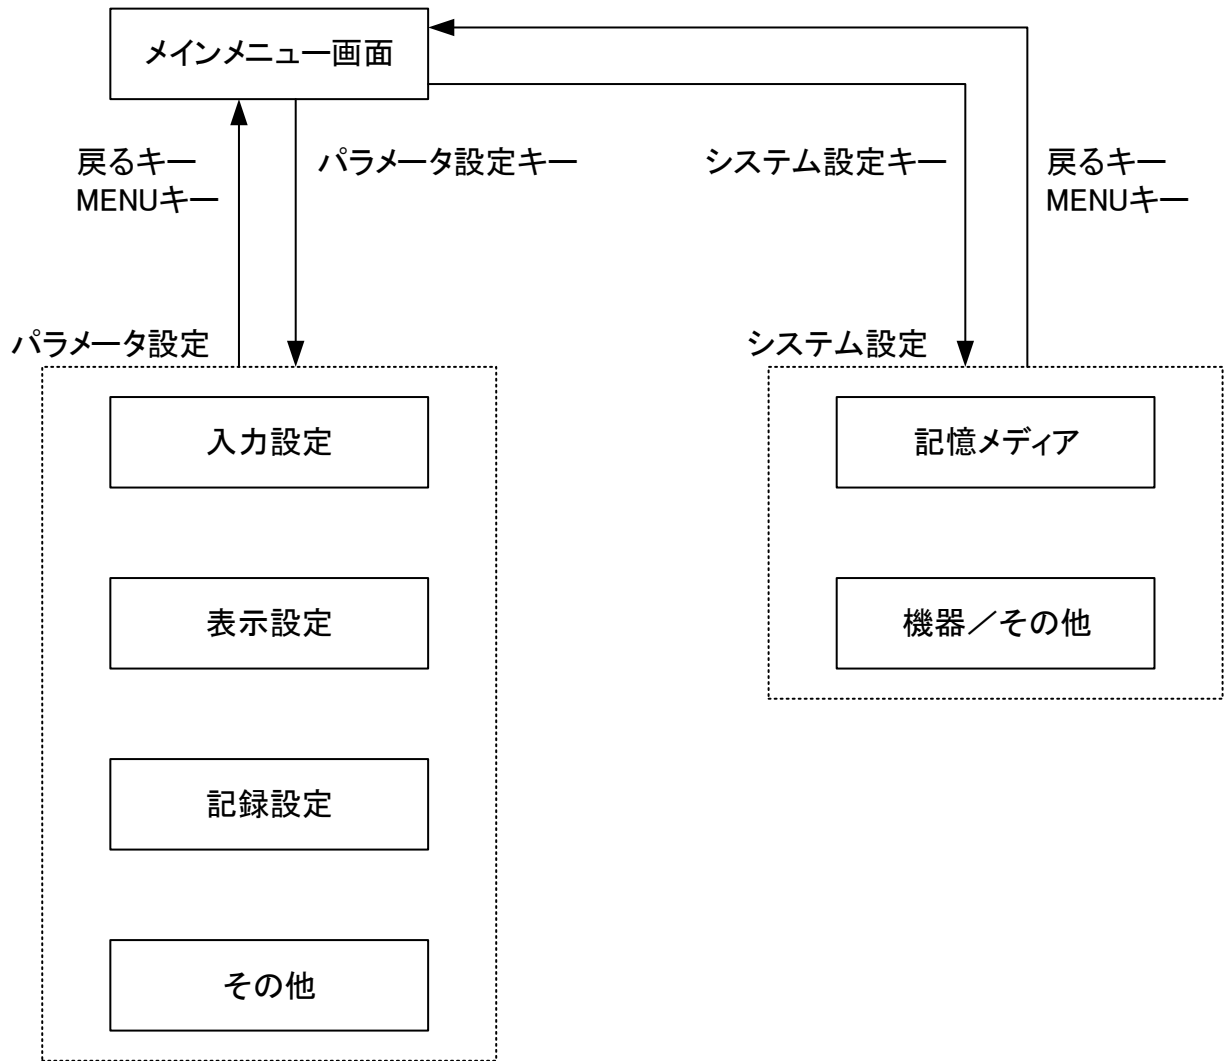 メインメニュー画面
戻るキー
MENUキー
パラメータ設定キー
システム設定キー
戻るキー
MENUキー
パラメータ設定
システム設定
入力設定
記憶メディア
表示設定
機器／その他
記録設定
その他